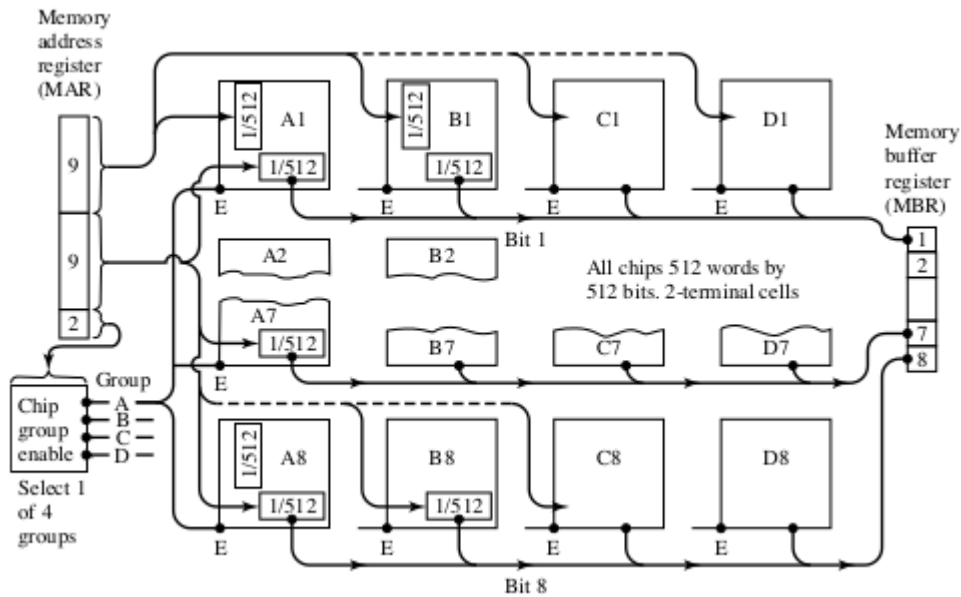 Memory
address
register
(MAR)
9
9
2
1/512
A1
1/512
E
1/512
B1
1/512
E
C1
E
D1
E
Memory
buffer
register
(MBR)
1
2
7
8
Bit 1
A2
B2
All chips 512 words by
512 bits. 2-terminal cells
A7
1/512
E
B7
C7
D7
Group
Chip
group
enable
A
B
C
D
Select 1
of 4
groups
1/512
A8
1/512
E
B8
1/512
E
C8
E
D8
E
Bit 8